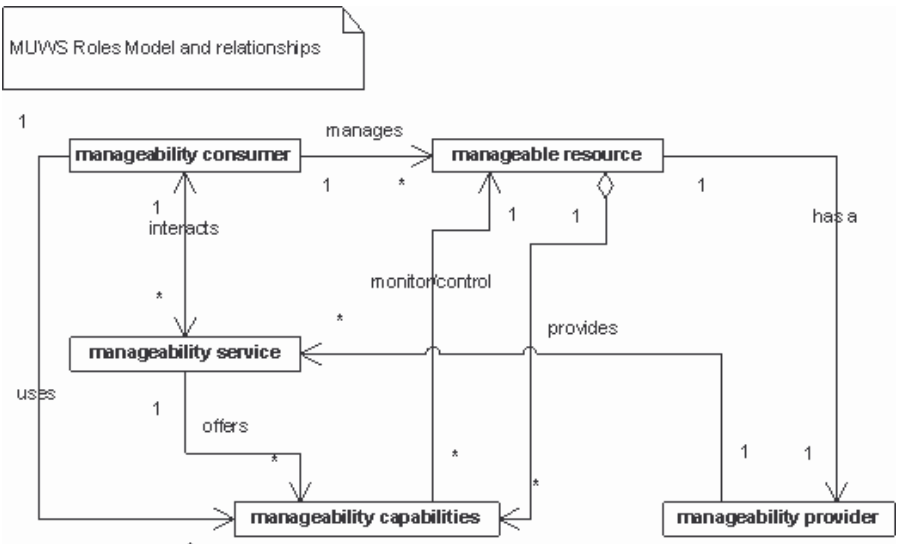 MUWS Roles Model and relationships
1
manages
manageability consumer
manageable resource
1
*
1
1
1
1
has a
interacts
monitor/control
*
*
provides
manageability service
uses
1
offers
*
*
1
1
*
manageability capabilities
manageability provider